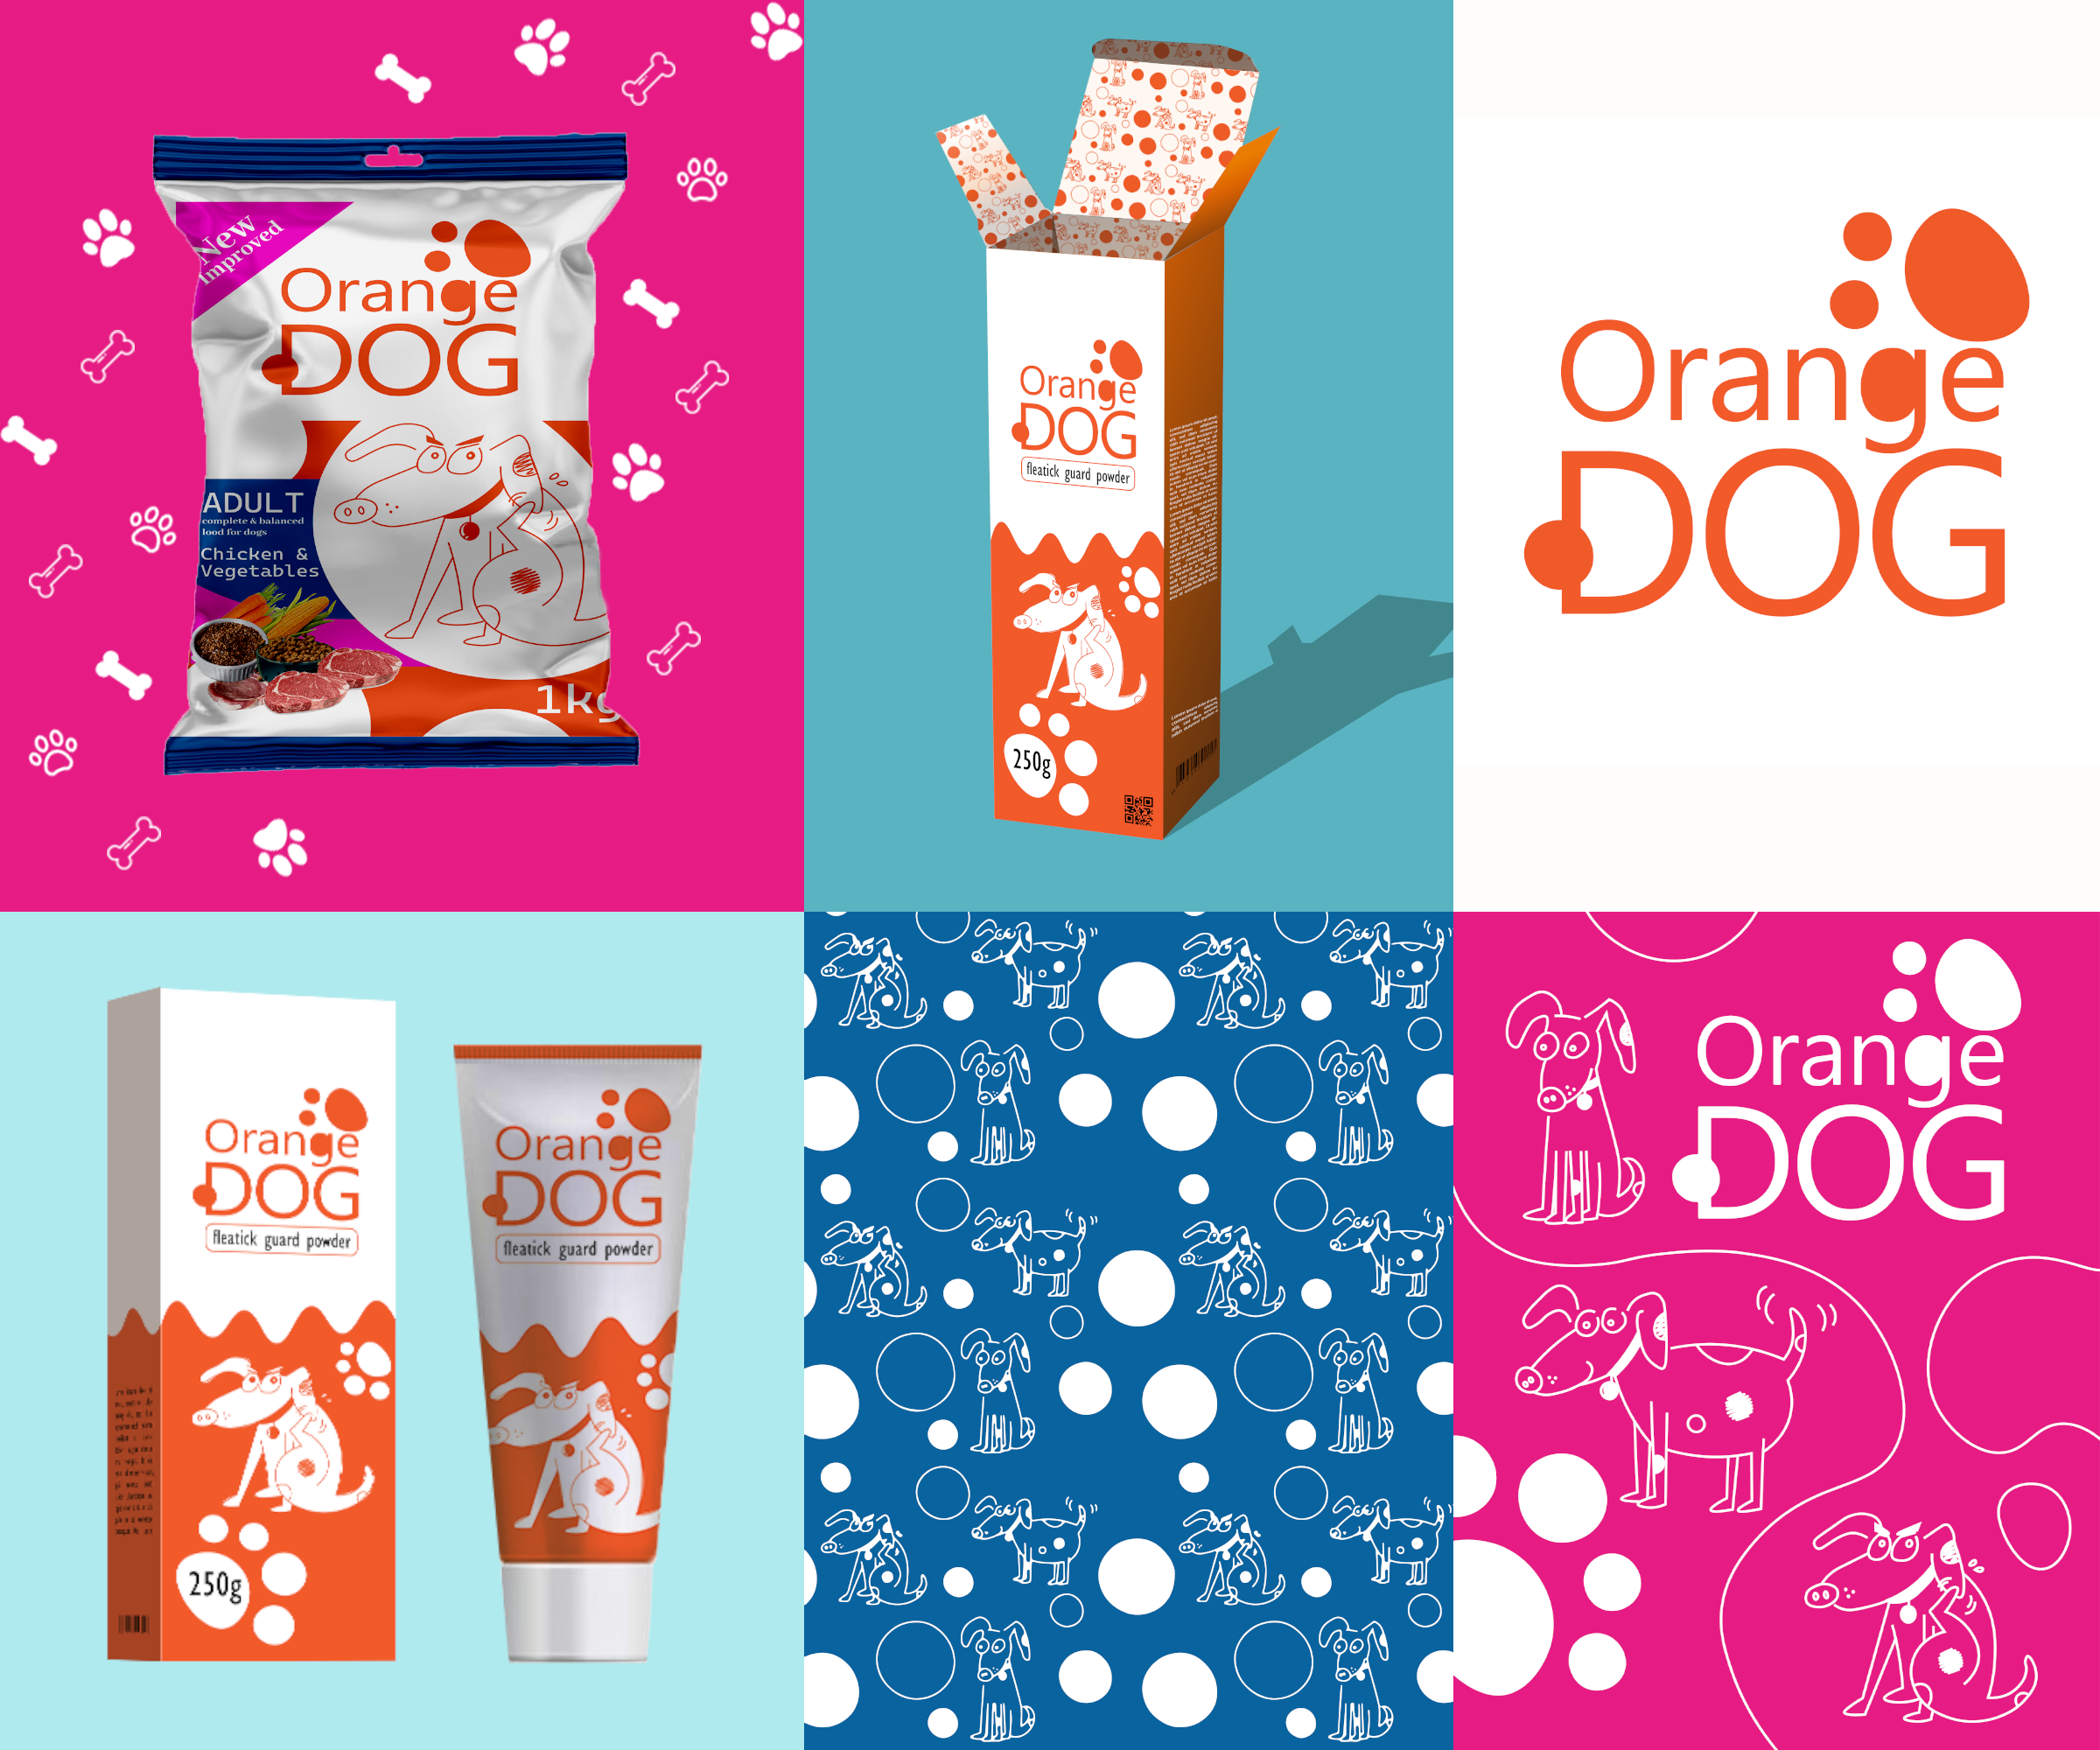 New
Improved
Orange
DOG
ADULT
complete & balanced
food for dogs
Chicken &
Vegetables
1kg
Orange
DOG
fleatick guard powder
250g
Orange
DOG
Orange
DOG
fleatick guard powder
250g
Orange
DOG
fleatick guard powder
Orange
DOG